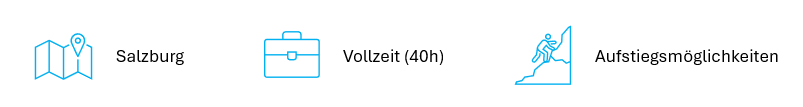 Salzburg
Vollzeit (40h)
Aufstiegsmöglichkeiten